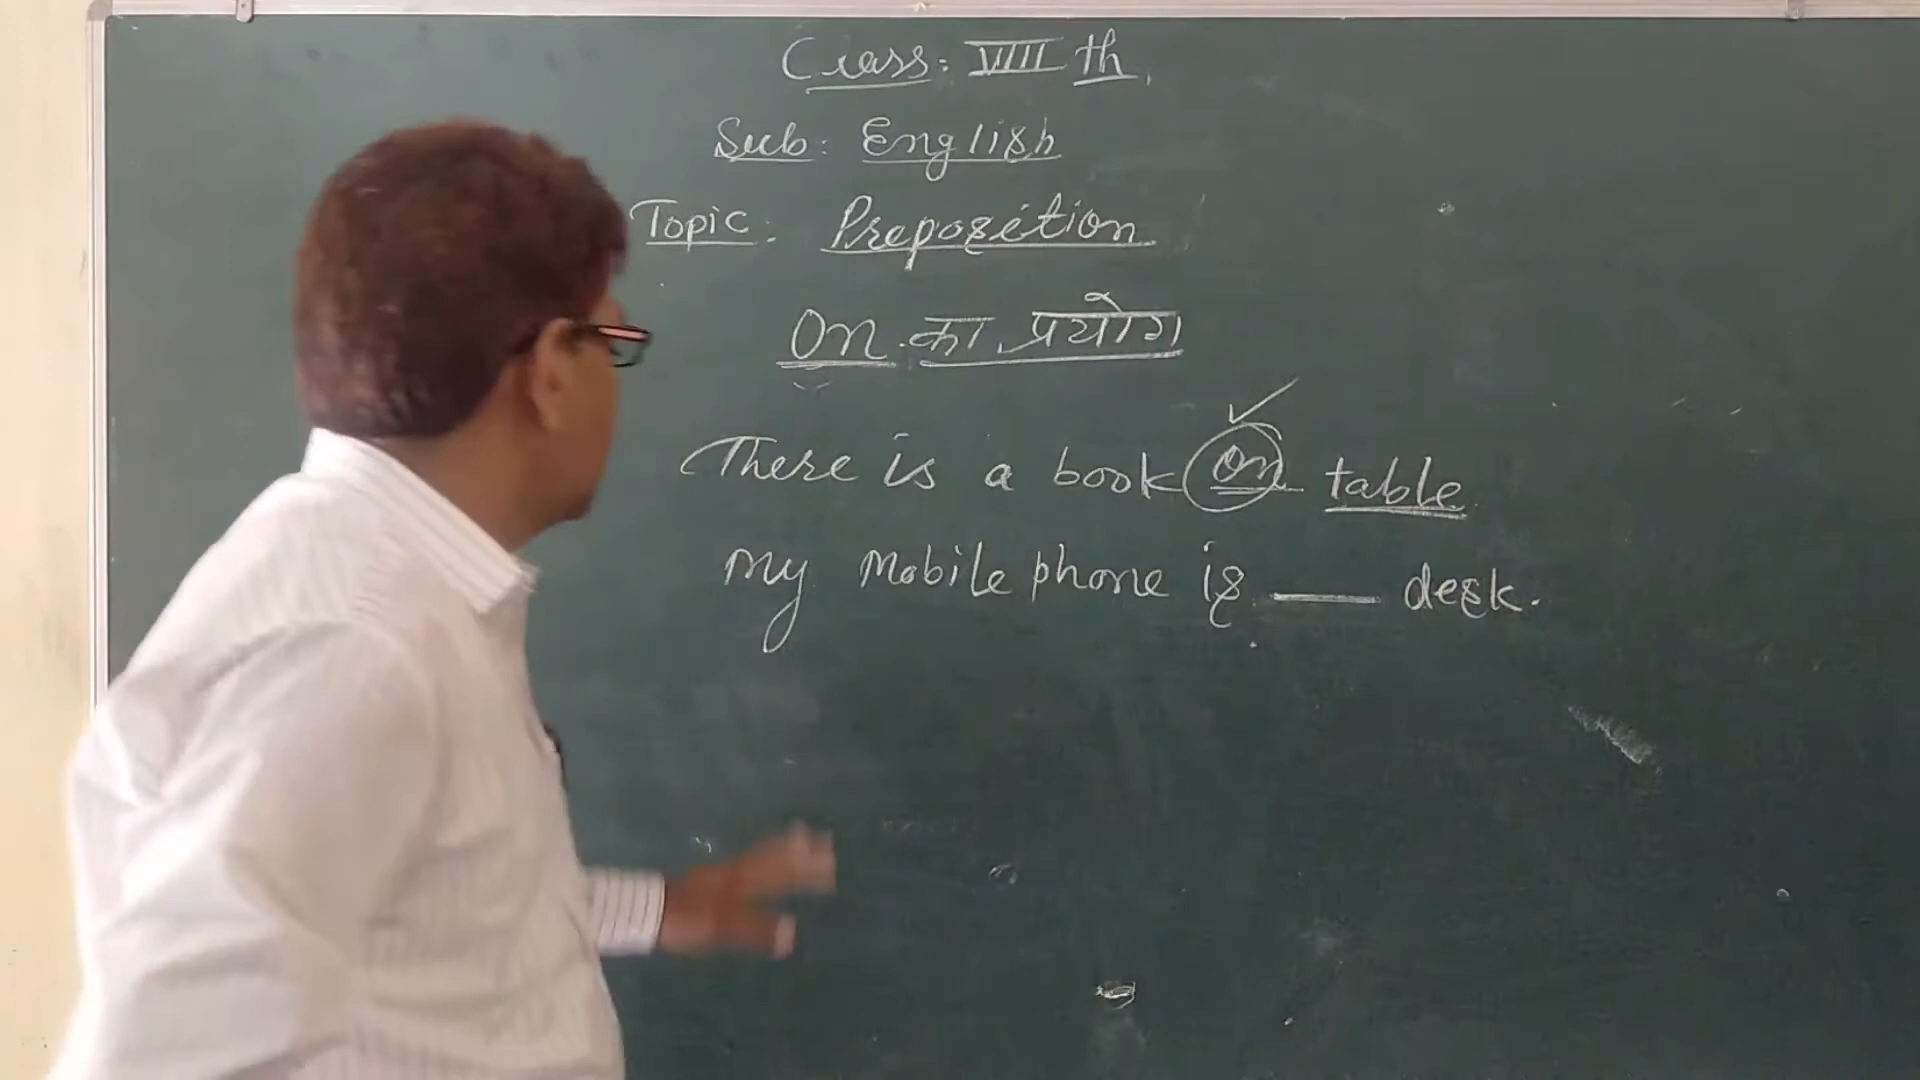 Class: VIII th
Sub: English
Topic: Preposition
On का प्रयोग
There is a book on table
my mobile phone is ___ desk.